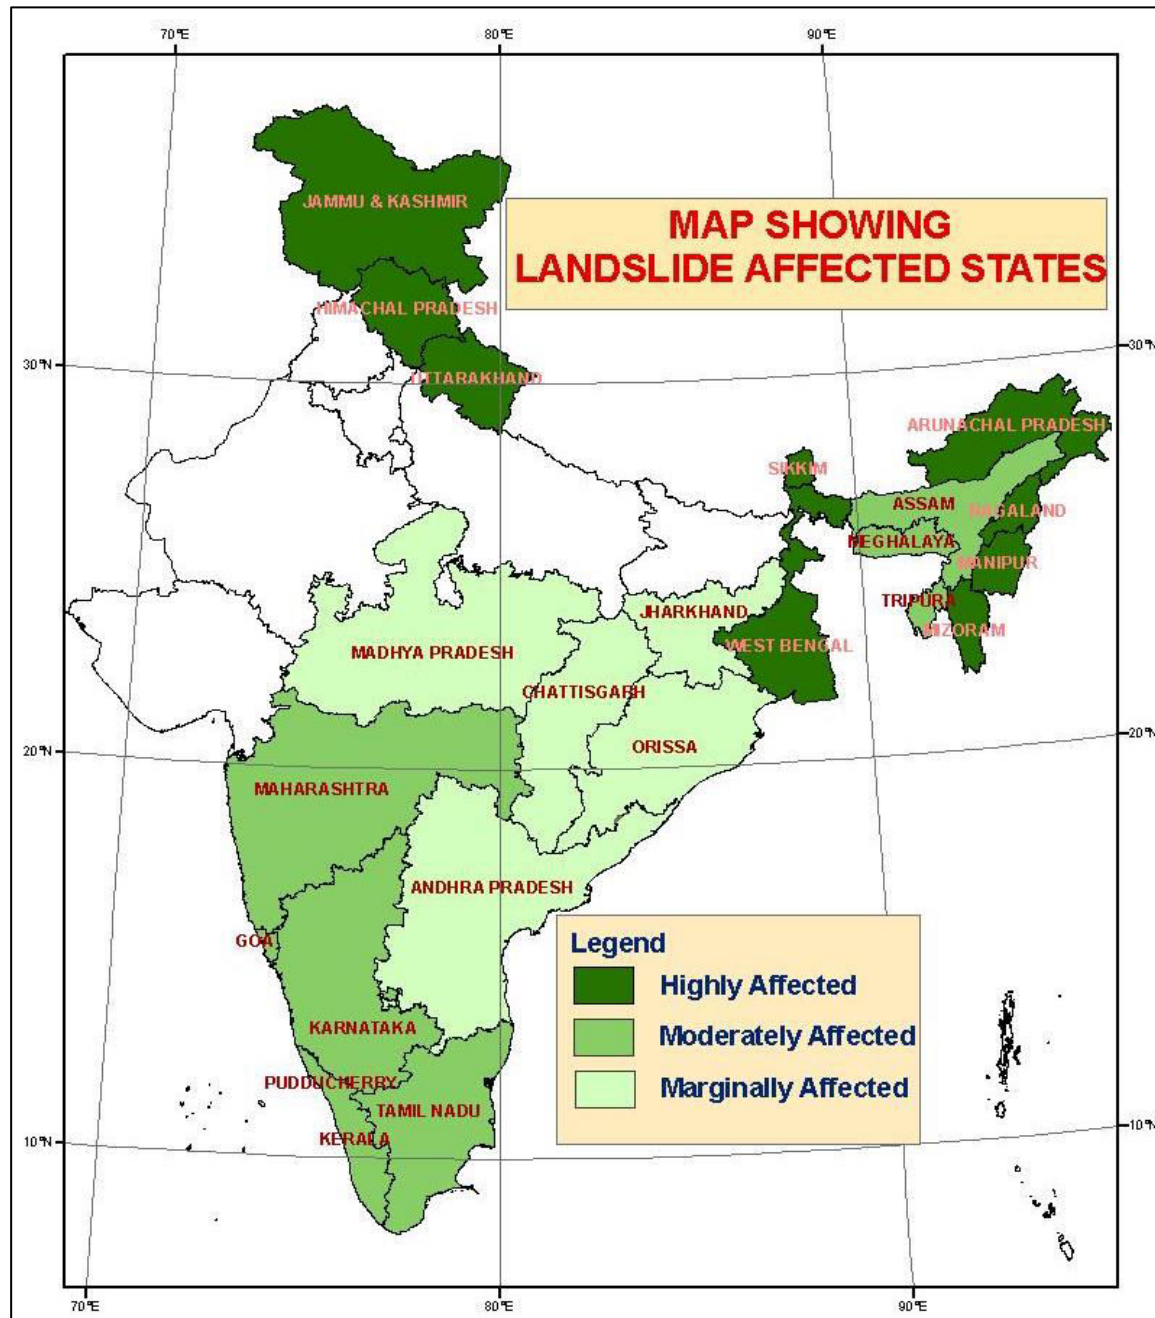 70°E 80°E 90°E
JAMMU & KASHMIR
MAP SHOWING
LANDSLIDE AFFECTED STATES
HIMACHAL PRADESH
30°N 30°N
UTTARAKHAND
ARUNACHAL PRADESH
SIKKIM
ASSAM
NAGALAND
MEGHALAYA
MANIPUR
TRIPURA
JHARKHAND
MIZORAM
WEST BENGAL
MADHYA PRADESH
CHATTISGARH
20°N 20°N
ORISSA
MAHARASHTRA
ANDHRA PRADESH
GOA
Legend
Highly Affected
Moderately Affected
Marginally Affected
KARNATAKA
PUDDUCHERRY
TAMIL NADU
KERALA
10°N 10°N
70°E 80°E 90°E